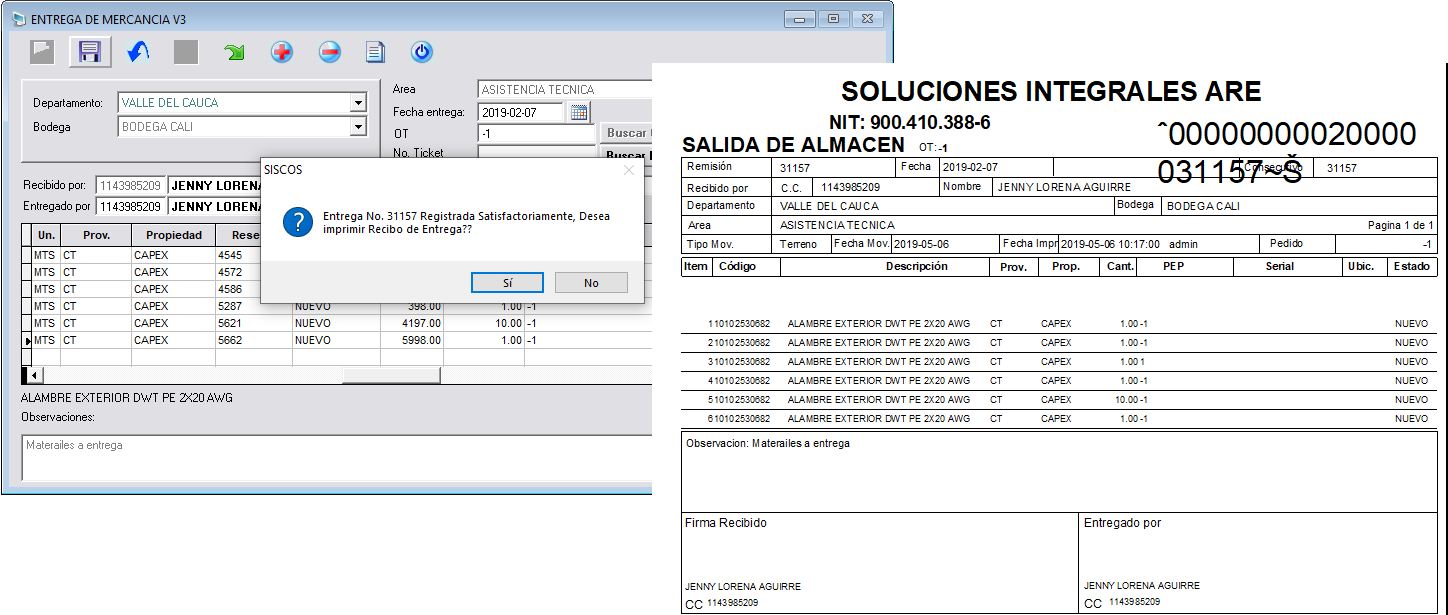 ENTREGA DE MERCANCIA V3
Departamento: VALLE DEL CAUCA
Bodega BODEGA CALI
Area ASISTENCIA TECNICA
Fecha entrega: 2019-02-07
OT -1 Buscar
No. Ticket Buscar
Recibido por: 1143985209 JENNY LORENA
Entregado por 1143985209 JENNY LORENA
SISCOS
Entrega No. 31157 Registrada Satisfactoriamente, Desea
imprimir Recibo de Entrega??
Sí No
Un. Prov. Propiedad Rese
MTS CT CAPEX 4545
MTS CT CAPEX 4572
MTS CT CAPEX 4586
MTS CT CAPEX 5287 NUEVO 398.00 1.00 -1
MTS CT CAPEX 5621 NUEVO 4197.00 10.00 -1
MTS CT CAPEX 5662 NUEVO 5998.00 1.00 -1
ALAMBRE EXTERIOR DWT PE 2X20 AWG
Observaciones:
Materailes a entrega
SOLUCIONES INTEGRALES ARE
NIT: 900.410.388-6
SALIDA DE ALMACEN OT:-1
ˆ00000000020000
031157~Š
Remisión 31157 Fecha 2019-02-07 Consecutivo 31157
Recibido por C.C. 1143985209 Nombre JENNY LORENA AGUIRRE
Departamento VALLE DEL CAUCA Bodega BODEGA CALI
Area ASISTENCIA TECNICA Pagina 1 de 1
Tipo Mov. Terreno Fecha Mov. 2019-05-06 Fecha Impr 2019-05-06 10:17:00 admin Pedido -1
Item Código Descripción Prov. Prop. Cant. PEP Serial Ubic. Estado
1 10102530682 ALAMBRE EXTERIOR DWT PE 2X20 AWG CT CAPEX 1.00 -1 NUEVO
2 10102530682 ALAMBRE EXTERIOR DWT PE 2X20 AWG CT CAPEX 1.00 -1 NUEVO
3 10102530682 ALAMBRE EXTERIOR DWT PE 2X20 AWG CT CAPEX 1.00 1 NUEVO
4 10102530682 ALAMBRE EXTERIOR DWT PE 2X20 AWG CT CAPEX 1.00 -1 NUEVO
5 10102530682 ALAMBRE EXTERIOR DWT PE 2X20 AWG CT CAPEX 10.00 -1 NUEVO
6 10102530682 ALAMBRE EXTERIOR DWT PE 2X20 AWG CT CAPEX 1.00 -1 NUEVO
Observacion: Materailes a entrega
Firma Recibido Entregado por
JENNY LORENA AGUIRRE JENNY LORENA AGUIRRE
CC 1143985209 CC 1143985209